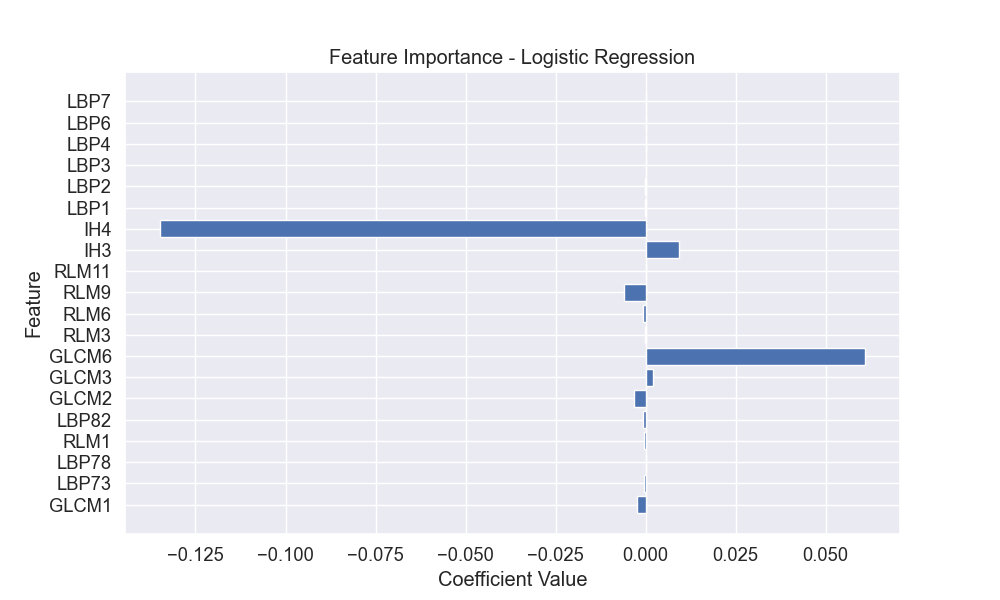 Feature Importance - Logistic Regression
LBP7
LBP6
LBP4
LBP3
LBP2
LBP1
IH4
IH3
RLM11
RLM9
RLM6
RLM3
GLCM6
GLCM3
GLCM2
LBP82
RLM1
LBP78
LBP73
GLCM1
Feature
−0.125 −0.100 −0.075 −0.050 −0.025 0.000 0.025 0.050
Coefficient Value